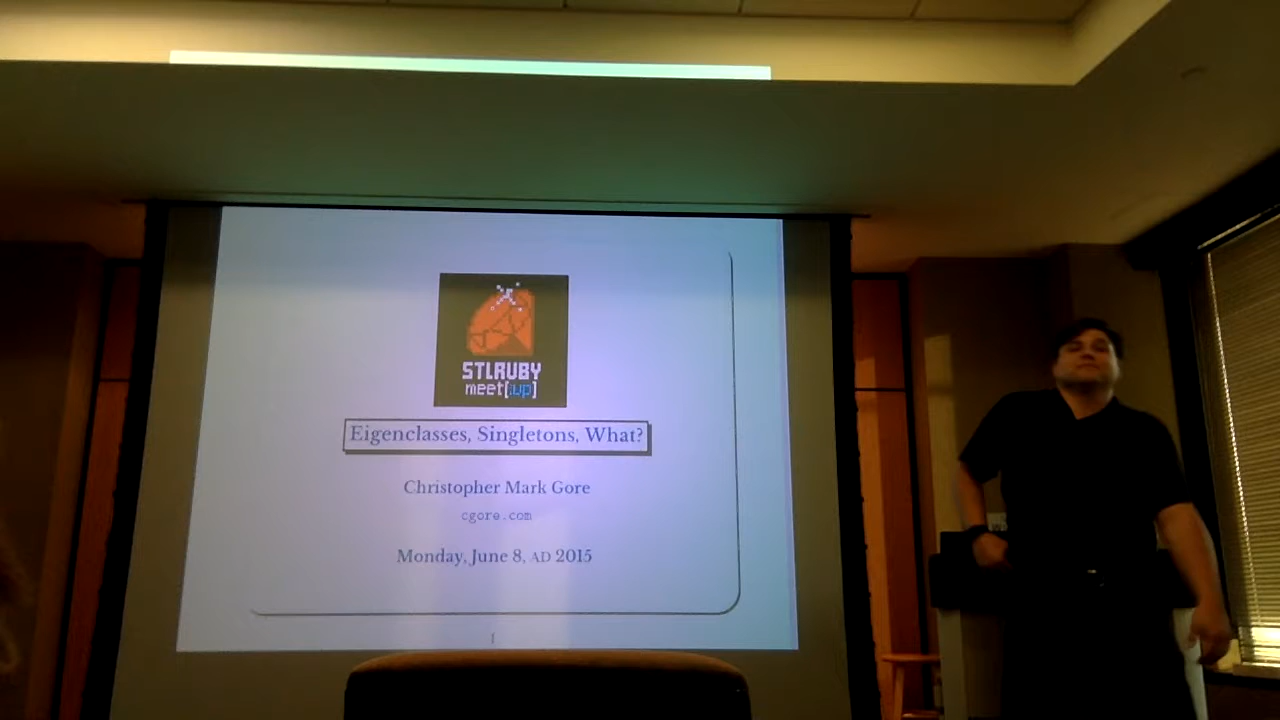 STLRUBY
meet[:up]
Eigenclasses, Singletons, What?
Christopher Mark Gore
cgore.com
Monday, June 8, AD 2015
1